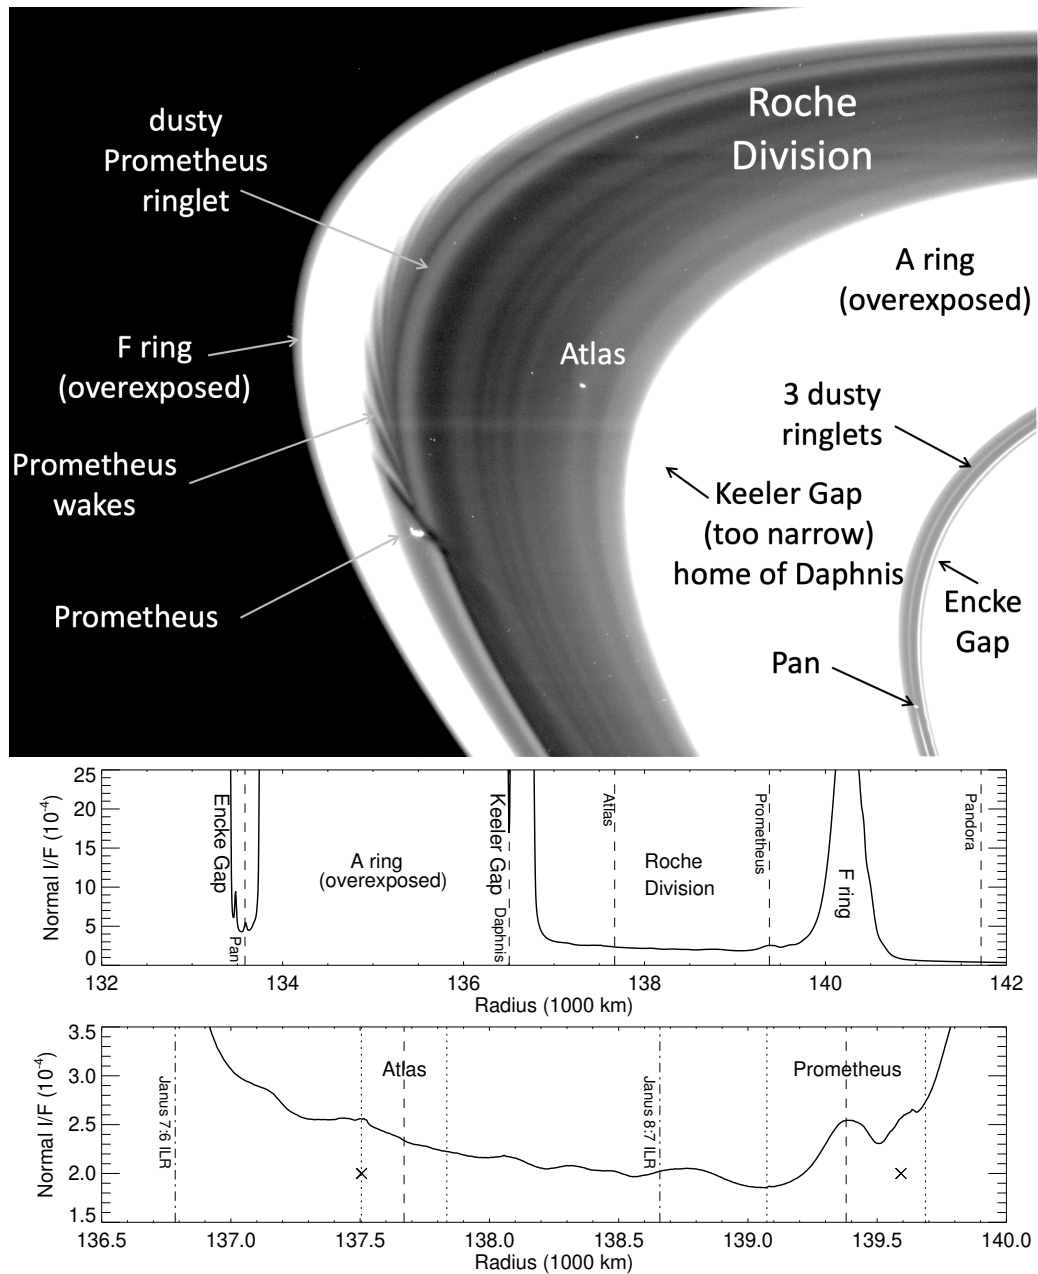 Roche
Division
dusty
Prometheus
ringlet
A ring
(overexposed)
F ring
(overexposed)
Atlas
3 dusty
ringlets
Prometheus
wakes
Keeler Gap
(too narrow)
home of Daphnis
Encke
Gap
Prometheus
Pan
Normal I/F (10⁻⁴)
25
20
15
10
5
0
Encke Gap
Pan
A ring
(overexposed)
Keeler Gap
Daphnis
Atlas
Roche
Division
Prometheus
F ring
Pandora
132
134
136
138
140
142
Radius (1000 km)
Normal I/F (10⁻⁴)
3.5
3.0
2.5
2.0
1.5
Janus 7:6 ILR
Atlas
Janus 8:7 ILR
Prometheus
136.5
137.0
137.5
138.0
138.5
139.0
139.5
140.0
Radius (1000 km)